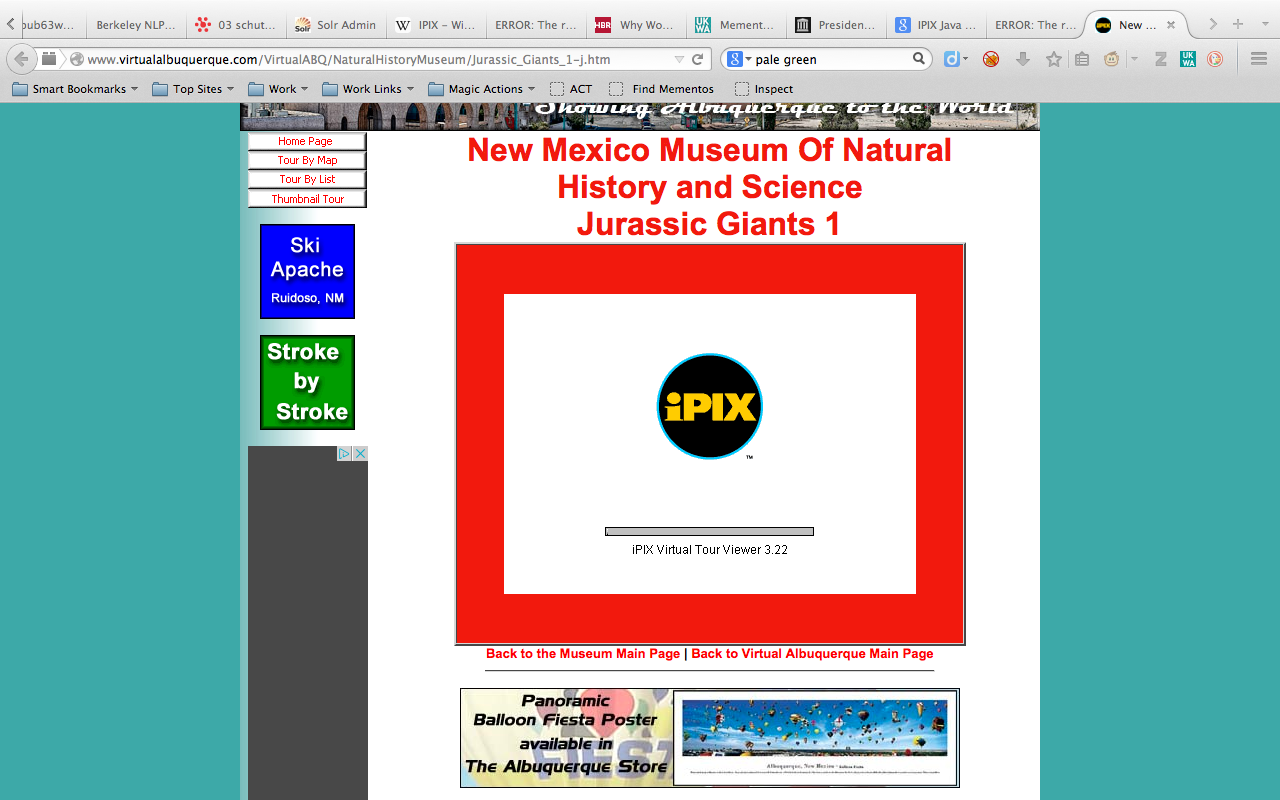 pub63w...
Berkeley NLP...
03 schut...
Solr Admin
IPIX – Wi...
ERROR: The r...
HBR Why Wo...
UK WA Mement...
Presiden...
IPIX Java ...
ERROR: The r...
New ...
www.virtualalbuquerque.com/VirtualABQ/NaturalHistoryMuseum/Jurassic_Giants_1-j.htm
pale green
Smart Bookmarks
Top Sites
Work
Work Links
Magic Actions
ACT
Find Mementos
Inspect
"Showing Albuquerque to the World"
Home Page
Tour By Map
Tour By List
Thumbnail Tour
Ski
Apache
Ruidoso, NM
Stroke
by
Stroke
New Mexico Museum Of Natural
History and Science
Jurassic Giants 1
iPIX
TM
iPIX Virtual Tour Viewer 3.22
Back to the Museum Main Page | Back to Virtual Albuquerque Main Page
Panoramic
Balloon Fiesta Poster
available in
The Albuquerque Store
FIEST
Albuquerque, New Mexico - Balloon Fiesta